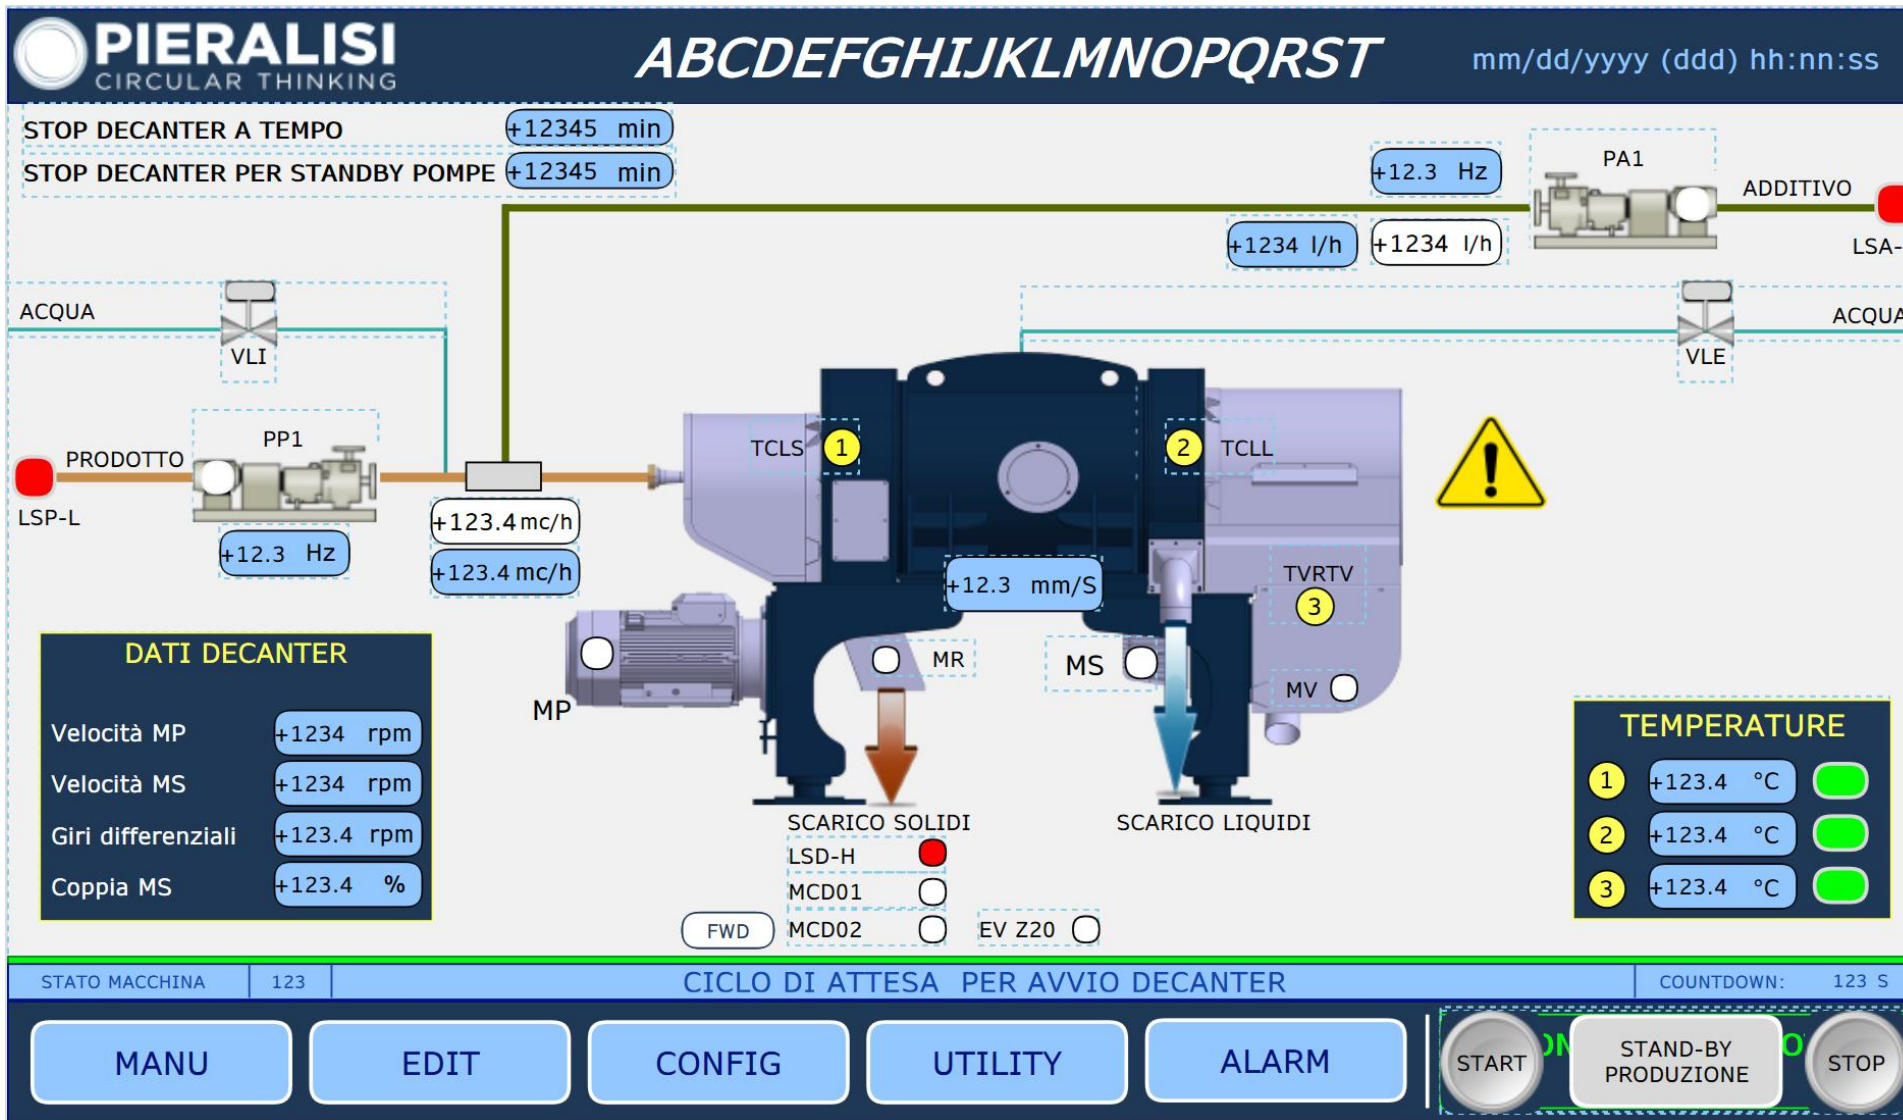 PIERALISI
CIRCULAR THINKING
ABCDEFGHIJKLMNOPQRST
mm/dd/yyyy (ddd) hh:nn:ss
STOP DECANTER A TEMPO +12345 min
STOP DECANTER PER STANDBY POMPE +12345 min
+12.3 Hz
PA1
ADDITIVO
+1234 l/h
+1234 l/h
LSA-
ACQUA
VLI
ACQUA
VLE
PP1
PRODOTTO
LSP-L
+12.3 Hz
+123.4 mc/h
+123.4 mc/h
TCLS 1
2 TCLL
+12.3 mm/S
TVRTV
3
MP
MR
MS
MV
DATI DECANTER
Velocità MP +1234 rpm
Velocità MS +1234 rpm
Giri differenziali +123.4 rpm
Coppia MS +123.4 %
SCARICO SOLIDI
SCARICO LIQUIDI
LSD-H
MCD01
FWD MCD02
EV Z20
TEMPERATURE
1 +123.4 °C
2 +123.4 °C
3 +123.4 °C
STATO MACCHINA 123
CICLO DI ATTESA PER AVVIO DECANTER
COUNTDOWN: 123 S
MANU
EDIT
CONFIG
UTILITY
ALARM
START
STAND-BY
PRODUZIONE
STOP